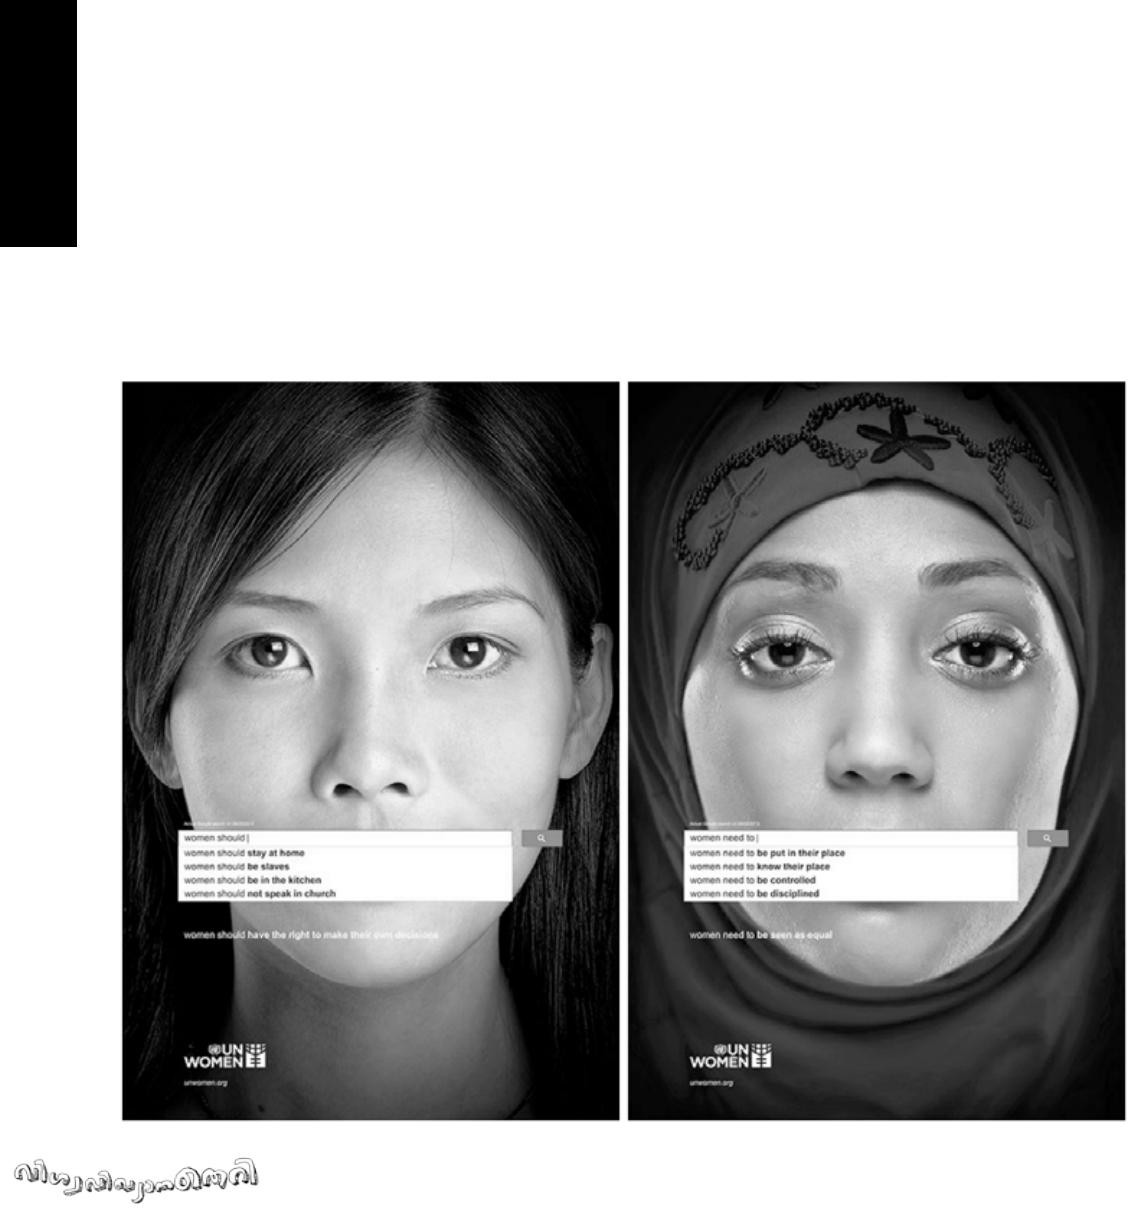 women should
women should stay at home
women should be slaves
women should be in the kitchen
women should not speak in church
women should have the right to make their own decisions
UN
WOMEN
unwomen.org
women need to
women need to be put in their place
women need to know their place
women need to be controlled
women need to be disciplined
women need to be seen as equal
UN
WOMEN
unwomen.org